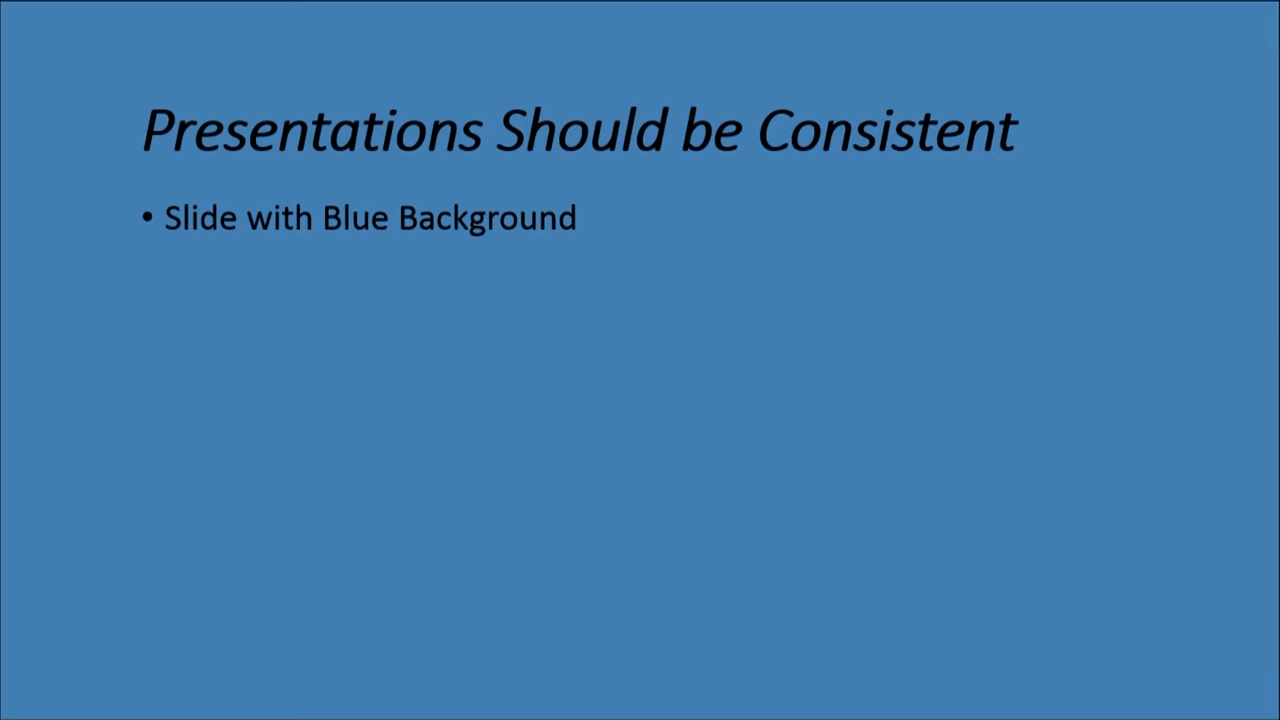 Presentations Should be Consistent
• Slide with Blue Background